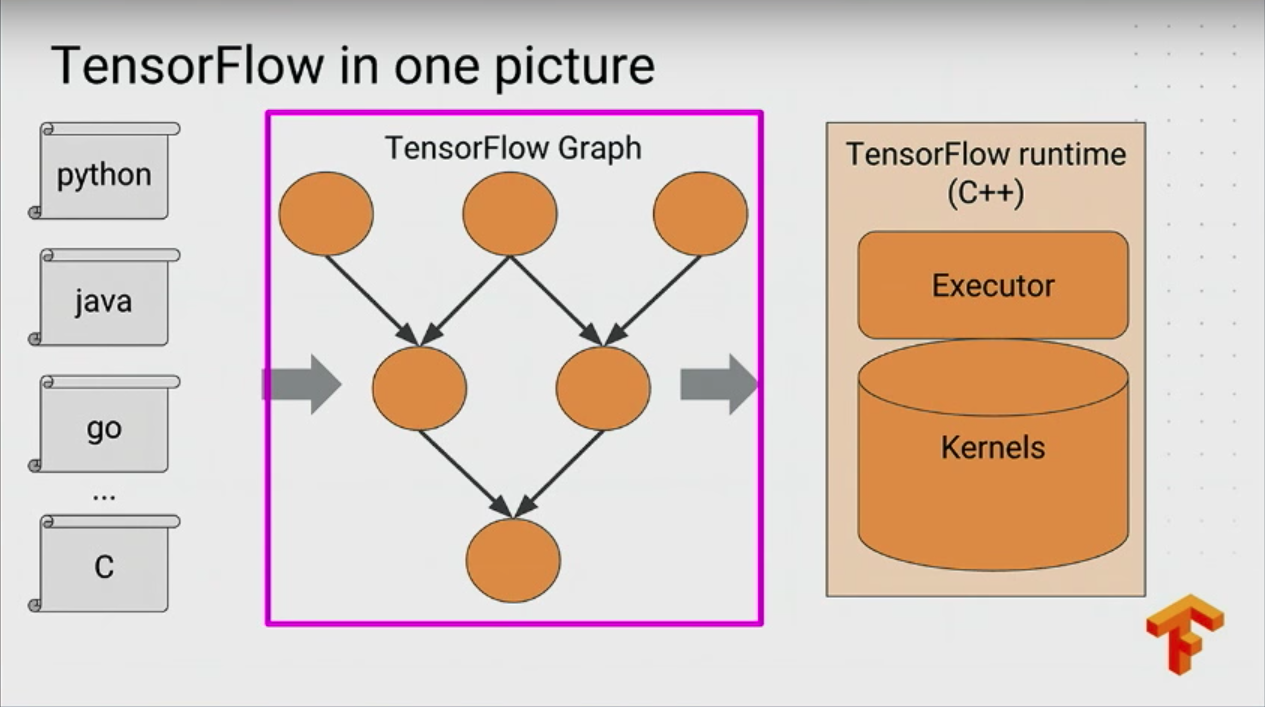 TensorFlow in one picture
python
java
go
...
C
TensorFlow Graph
TensorFlow runtime
(C++)
Executor
Kernels